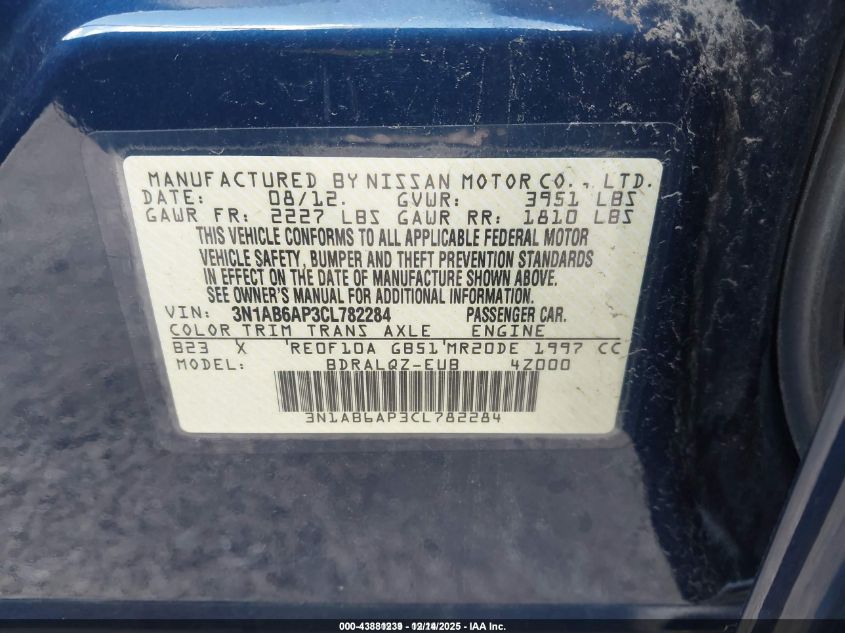 MANUFACTURED BY NISSAN MOTOR CO., LTD.
DATE: 08/12. GVWR: 3951 LBS
GAWR FR: 2227 LBS GAWR RR: 1810 LBS
THIS VEHICLE CONFORMS TO ALL APPLICABLE FEDERAL MOTOR
VEHICLE SAFETY, BUMPER AND THEFT PREVENTION STANDARDS
IN EFFECT ON THE DATE OF MANUFACTURE SHOWN ABOVE.
SEE OWNER'S MANUAL FOR ADDITIONAL INFORMATION.
VIN: 3N1AB6AP3CL782284 PASSENGER CAR.
COLOR TRIM TRANS AXLE ENGINE
B23 X 'RE0F10A GB51'MR20DE 1997 CC
MODEL: BDRALQZ-EUB 4Z000
3N1AB6AP3CL782284
2025 - IAA Inc.